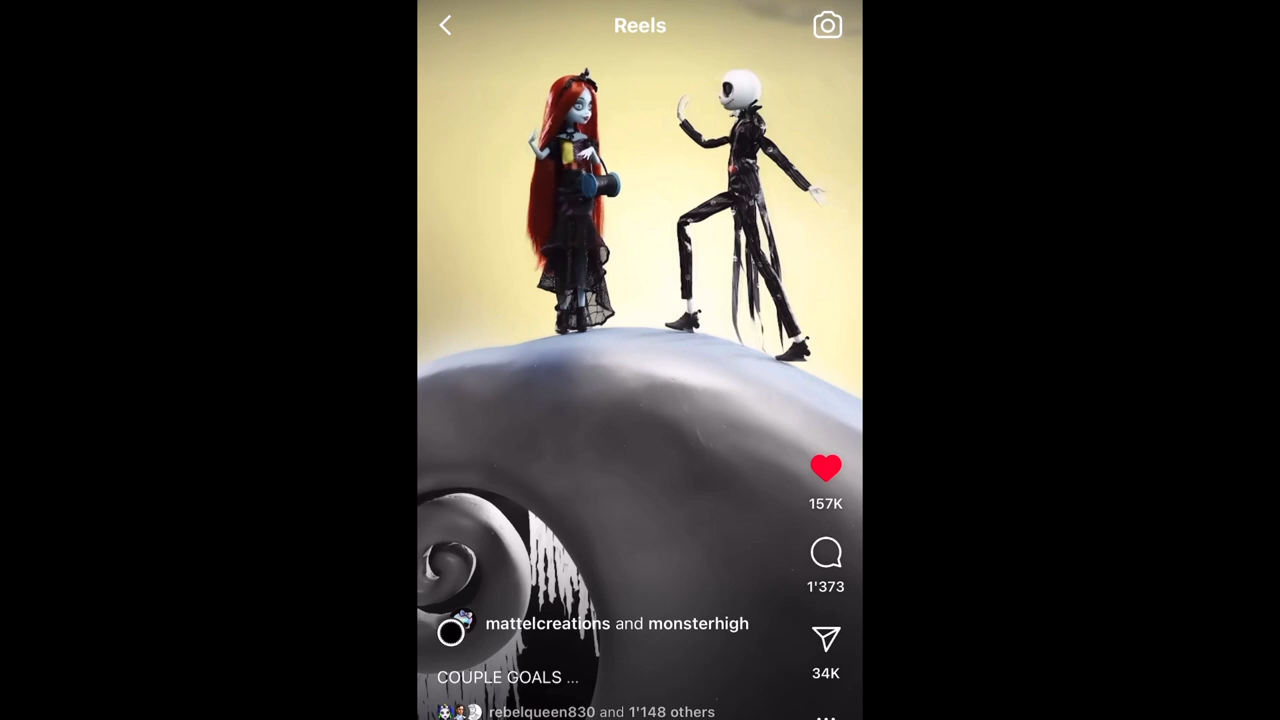 Reels
157K
1'373
mattelcreations and monsterhigh
34K
COUPLE GOALS ...
rebelqueen830 and 1'148 others